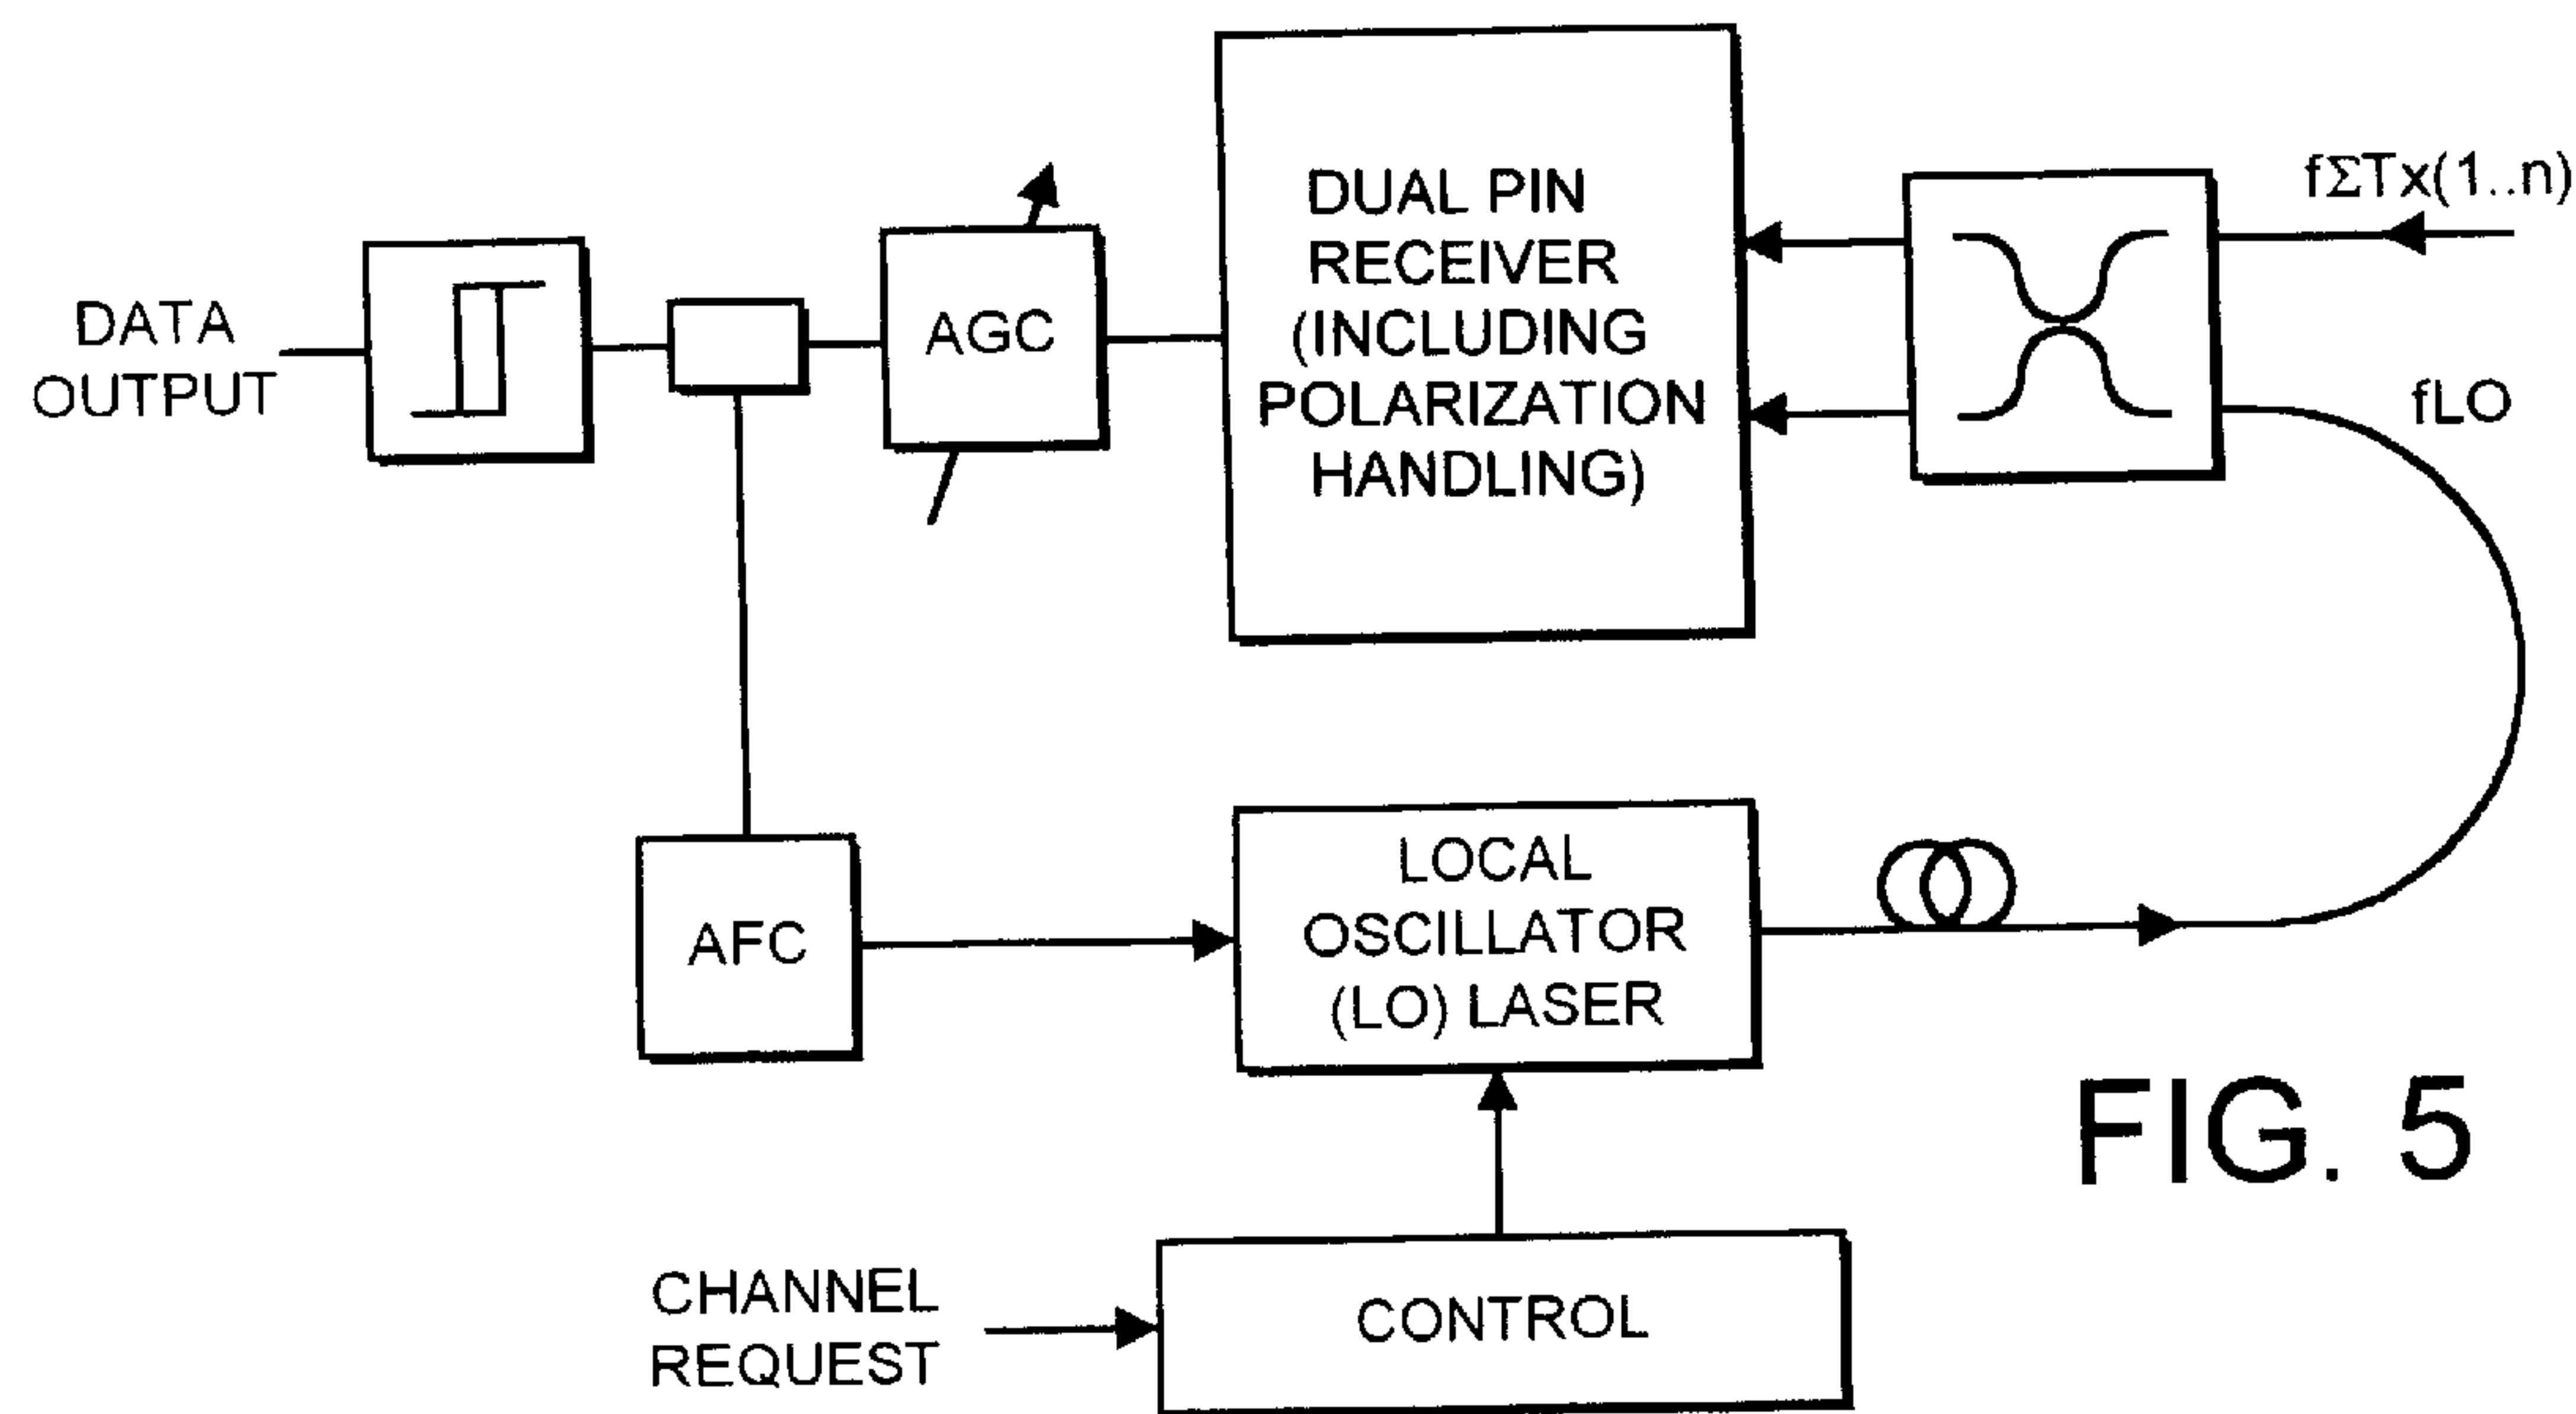 fΣTx(1..n)
DUAL PIN
RECEIVER
(INCLUDING
POLARIZATION
HANDLING)
AGC
DATA
OUTPUT
fLO
LOCAL
OSCILLATOR
(LO) LASER
AFC
FIG. 5
CHANNEL
REQUEST
CONTROL